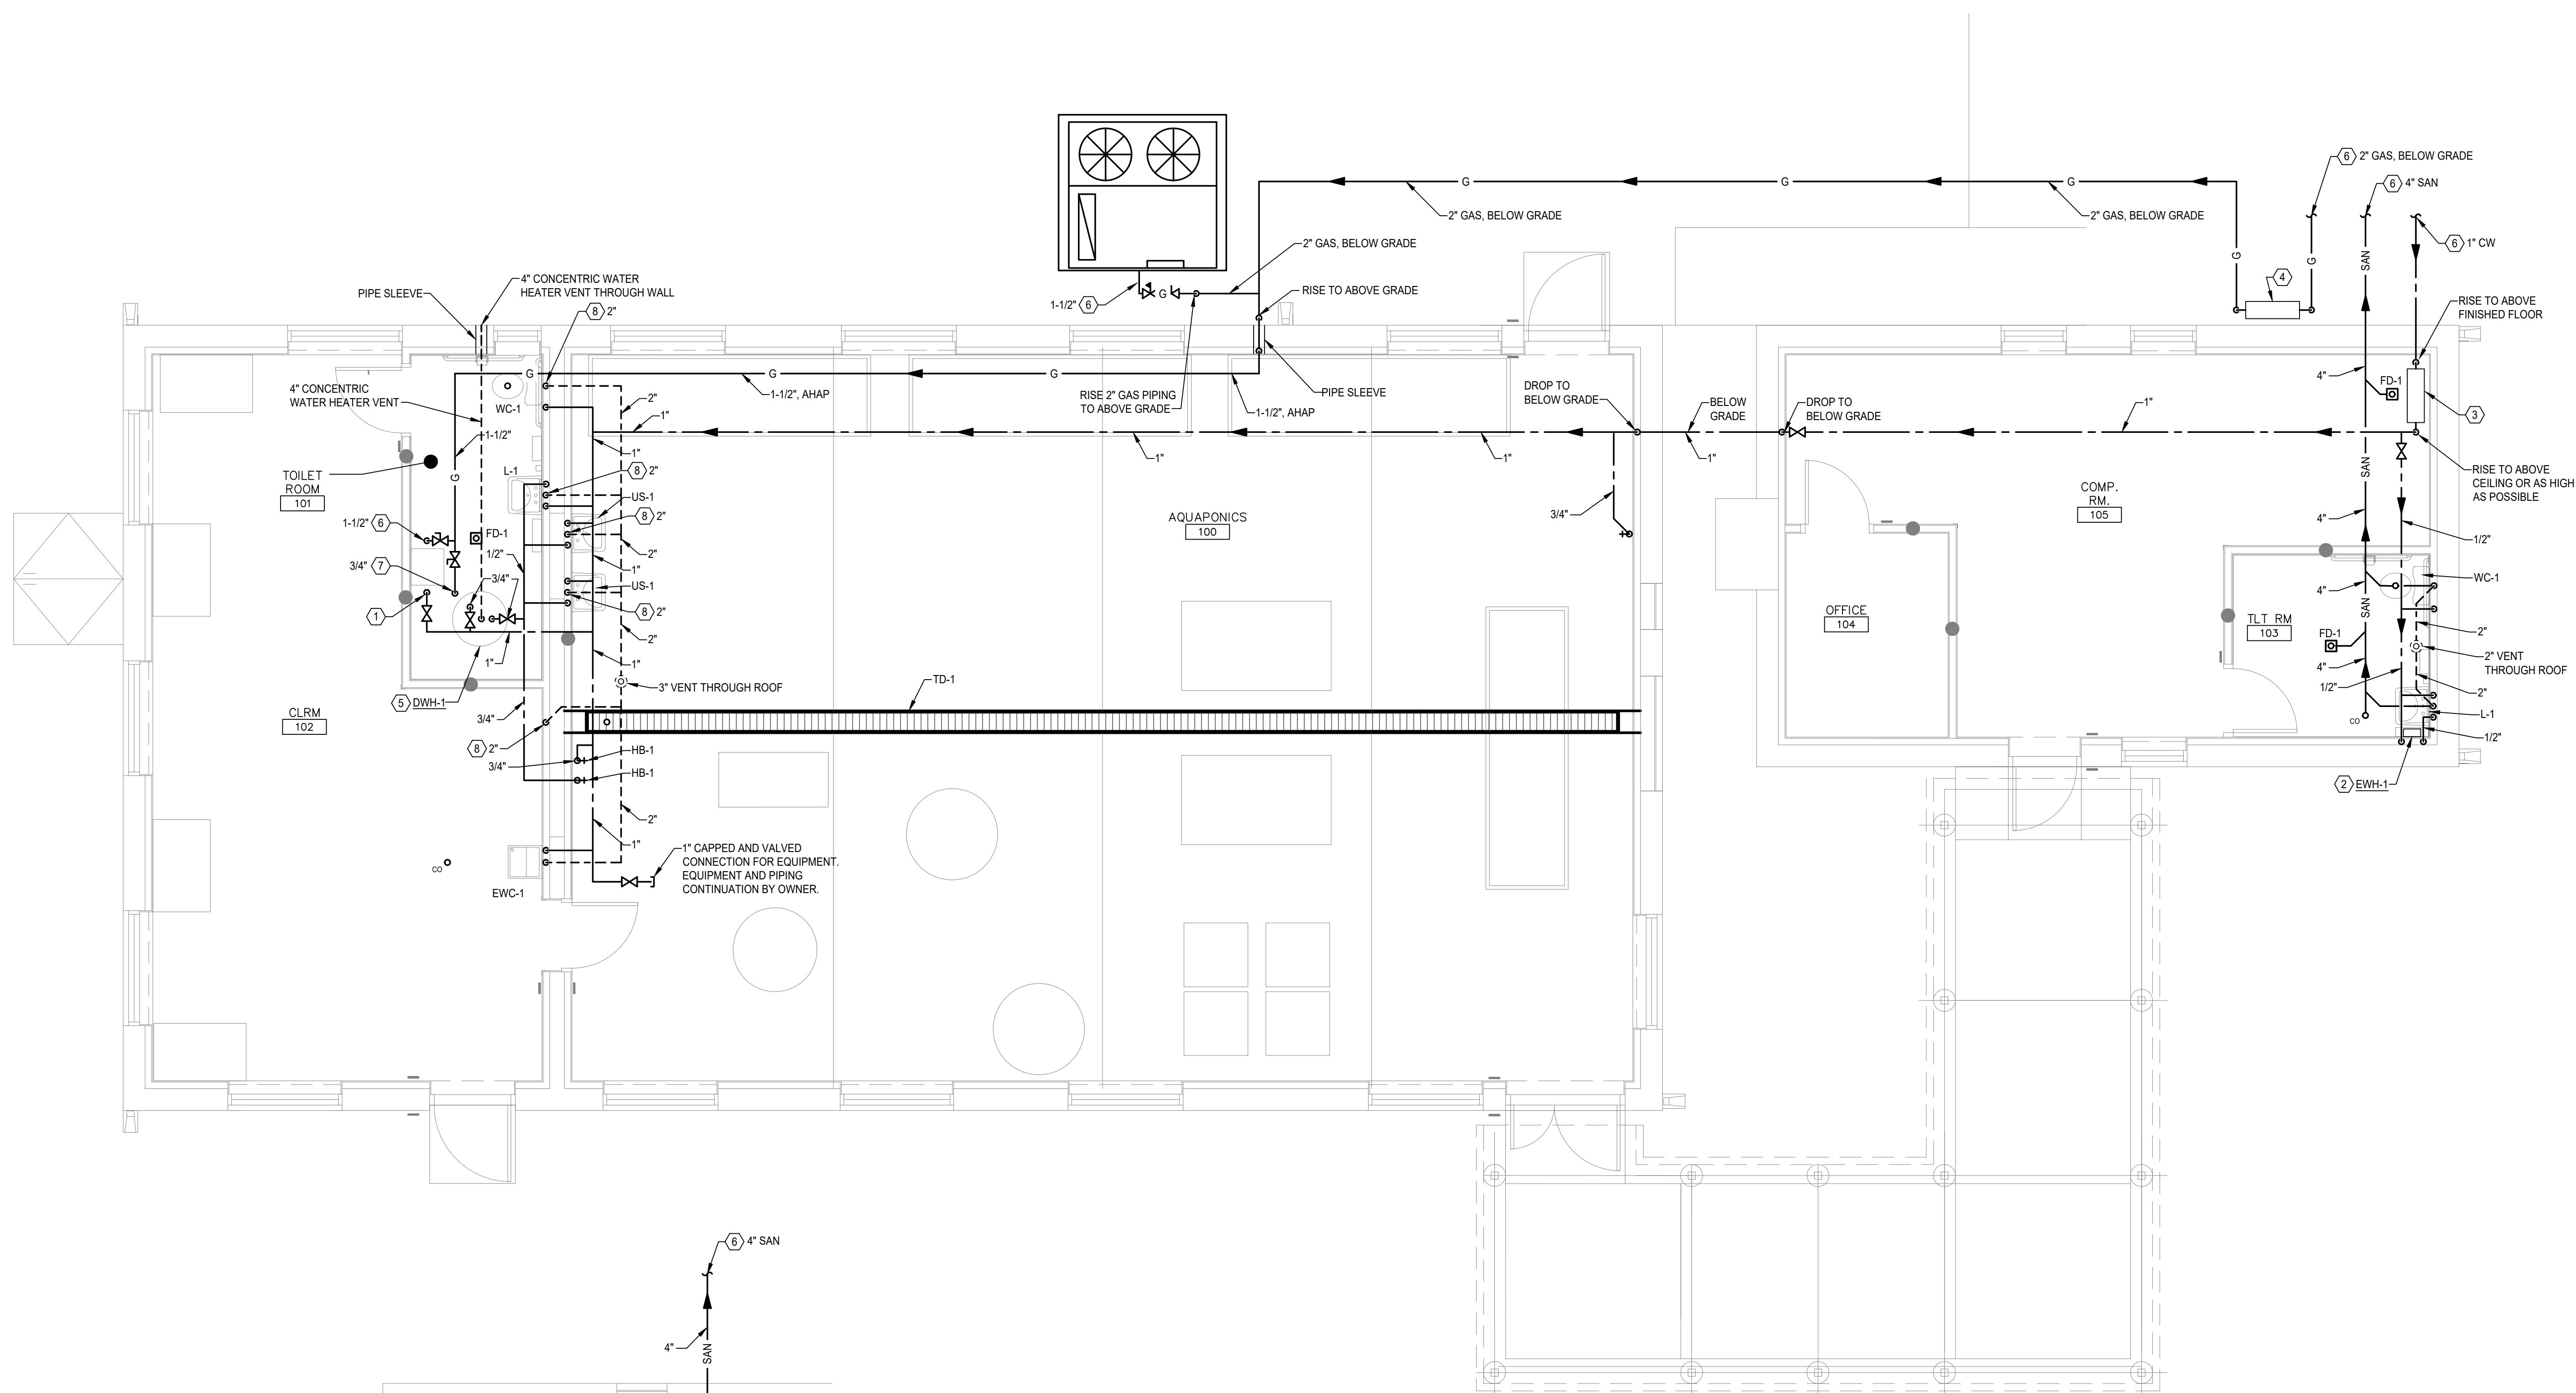 6 2" GAS, BELOW GRADE
6 4" SAN
6 1" CW
G
G
G
2" GAS, BELOW GRADE
2" GAS, BELOW GRADE
2" GAS, BELOW GRADE
G
G
SAN
4
RISE TO ABOVE GRADE
RISE TO ABOVE
FINISHED FLOOR
G
1-1/2" 6
4" CONCENTRIC WATER
HEATER VENT THROUGH WALL
PIPE SLEEVE
8 2"
4" CONCENTRIC
WATER HEATER VENT
G
G
G
WC-1
1-1/2", AHAP
2"
1"
RISE 2" GAS PIPING
TO ABOVE GRADE
1-1/2", AHAP
PIPE SLEEVE
DROP TO
BELOW GRADE
BELOW
GRADE
DROP TO
BELOW GRADE
1"
4"
FD-1
3
1-1/2"
1"
1"
1"
1"
G
TOILET
ROOM
101
L-1
8 2"
US-1
8 2"
AQUAPONICS
100
3/4"
COMP.
RM.
105
SAN
RISE TO ABOVE
CEILING OR AS HIGH
AS POSSIBLE
4"
1/2"
1-1/2" 6
FD-1
1/2"
2"
1"
3/4" 7
3/4"
US-1
8 2"
1
4"
WC-1
SAN
OFFICE
104
TLT RM
103
FD-1
2"
2" VENT
THROUGH ROOF
4"
1/2"
2"
L-1
1/2"
CO
2 EWH-1
2"
1"
1"
5 DWH-1
3" VENT THROUGH ROOF
TD-1
CLRM
102
3/4"
8 2"
3/4"
HB-1
HB-1
2"
1"
CO
EWC-1
1" CAPPED AND VALVED
CONNECTION FOR EQUIPMENT.
EQUIPMENT AND PIPING
CONTINUATION BY OWNER.
6 4" SAN
4"
SAN